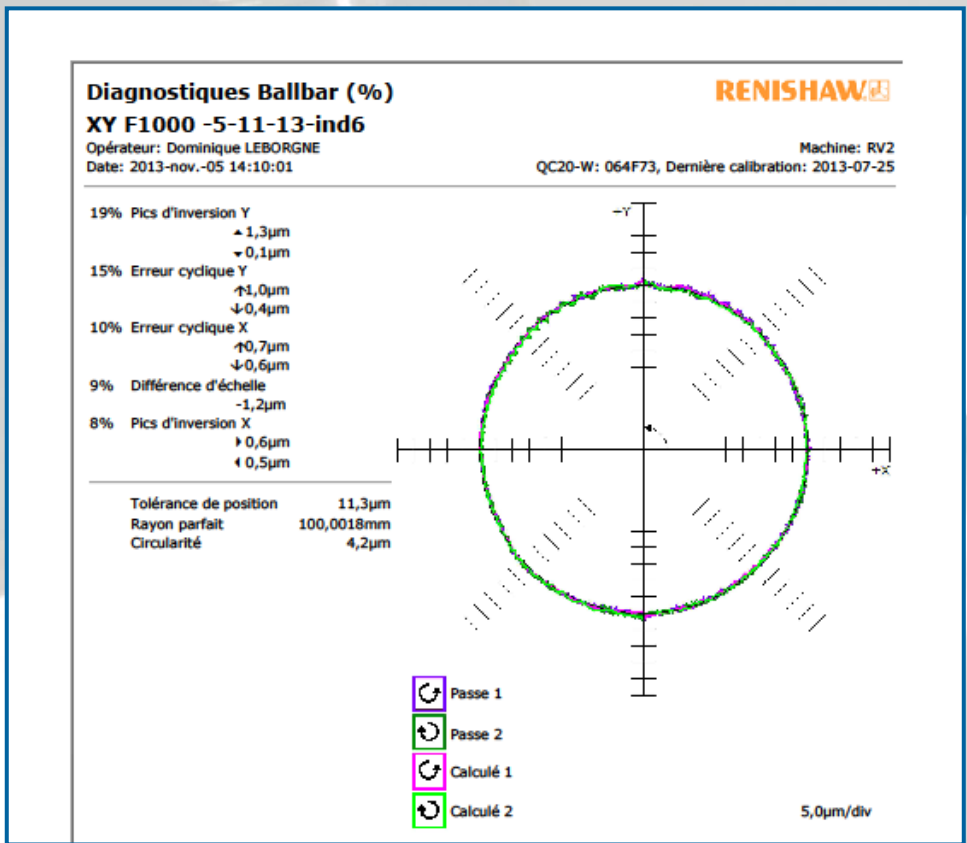 Diagnostiques Ballbar (%)
RENISHAW
XY F1000 -5-11-13-ind6
Opérateur: Dominique LEBORGNE
Machine: RV2
Date: 2013-nov.-05 14:10:01
QC20-W: 064F73, Dernière calibration: 2013-07-25
19% Pics d'inversion Y
▲ 1,3µm
▼ 0,1µm
15% Erreur cyclique Y
↑1,0µm
↓0,4µm
10% Erreur cyclique X
↑0,7µm
↓0,6µm
9% Différence d'échelle
-1,2µm
8% Pics d'inversion X
▶ 0,6µm
◀ 0,5µm
Tolérance de position 11,3µm
Rayon parfait 100,0018mm
Circularité 4,2µm
-Y
+X
Passe 1
Passe 2
Calculé 1
Calculé 2
5,0µm/div